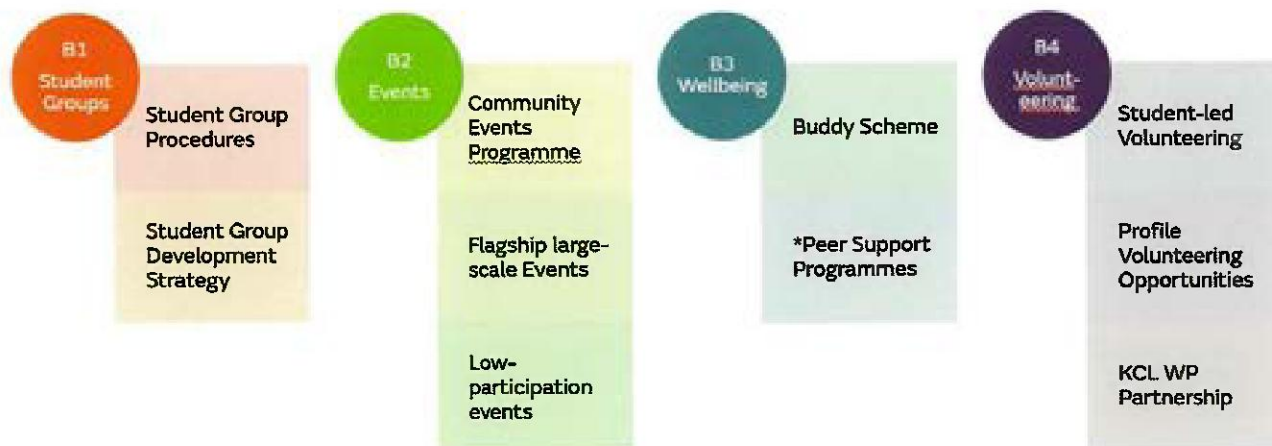 B1
Student
Groups
Student Group
Procedures
Student Group
Development
Strategy
B2
Events
Community
Events
Programme
Flagship large-
scale Events
Low-
participation
events
B3
Wellbeing
Buddy Scheme
*Peer Support
Programmes
B4
Volunt-
eering
Student-led
Volunteering
Profile
Volunteering
Opportunities
KCL WP
Partnership